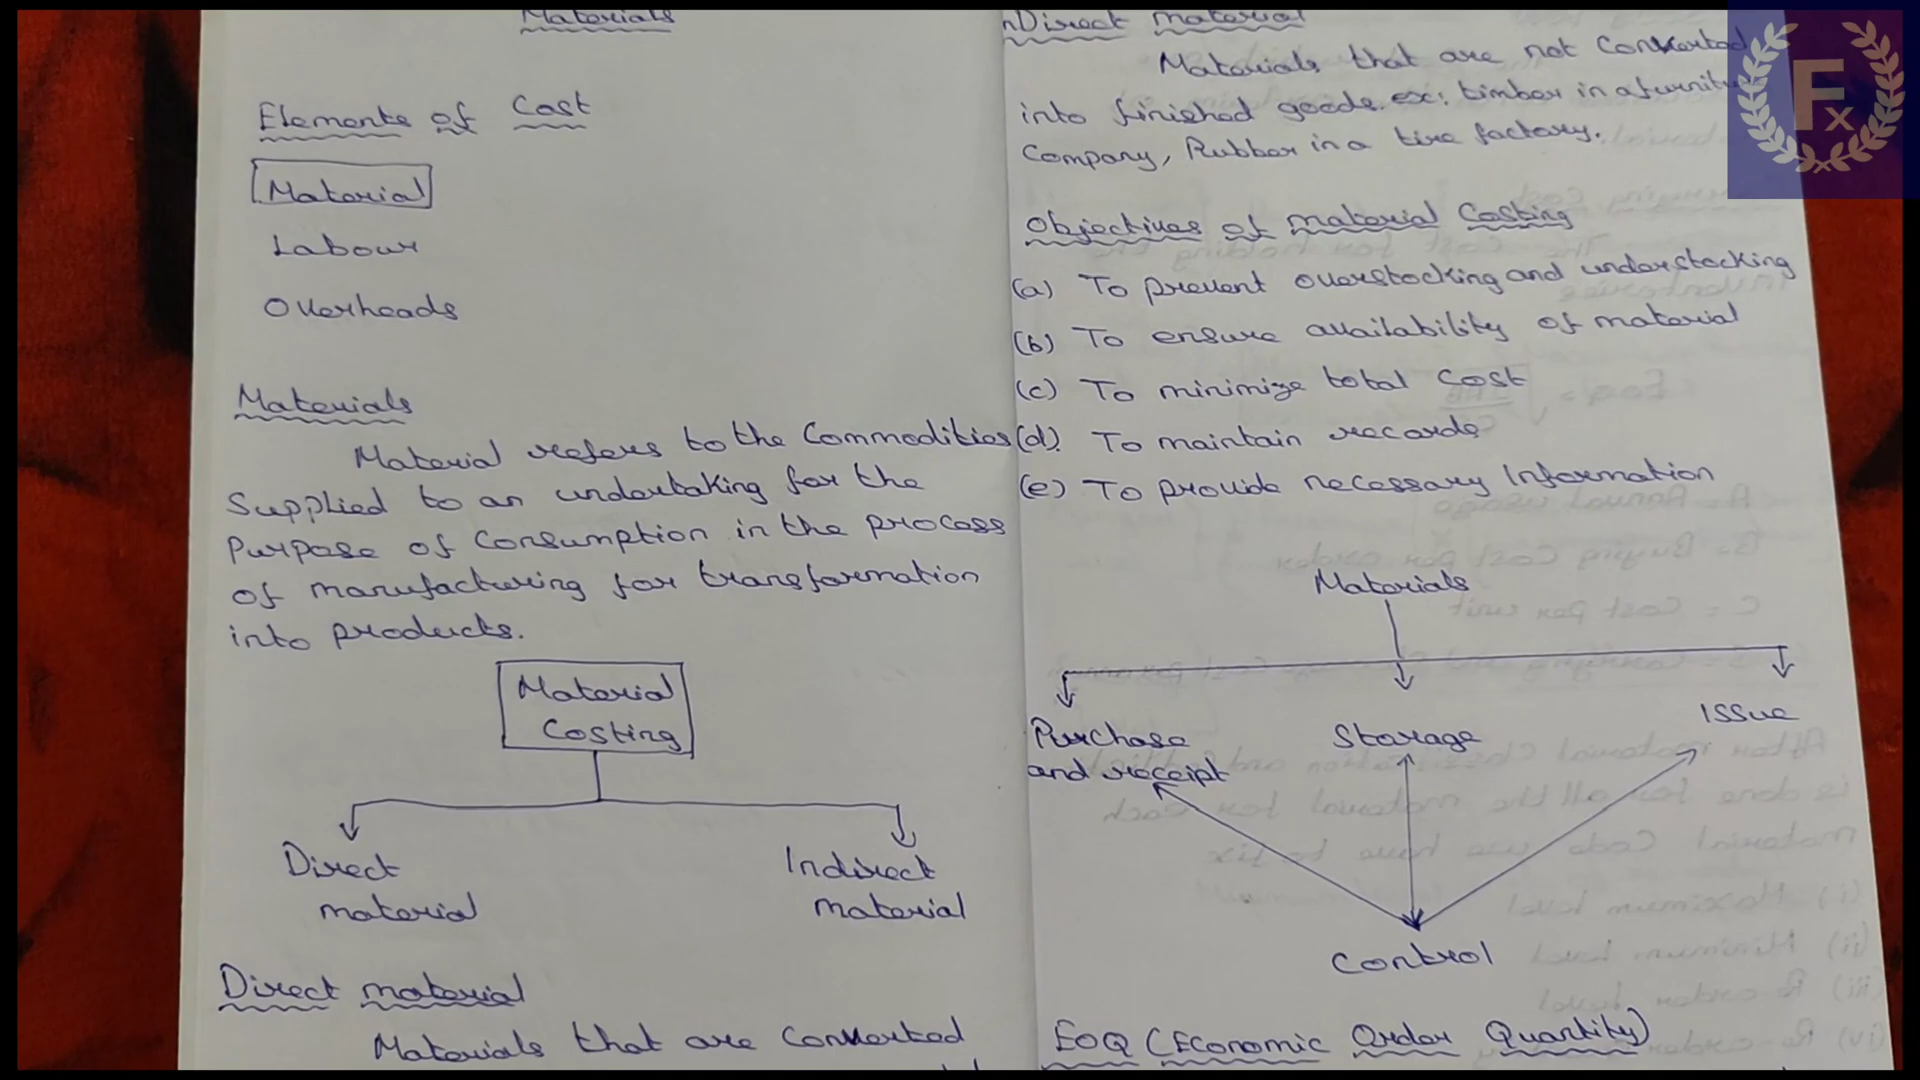 Materials
Elements of Cost
Material
Labour
Overheads
Materials
Material refers to the Commodities
Supplied to an undertaking for the
Purpose of Consumption in the process
of manufacturing for transformation
into products.
Material
Costing
Direct
material
Indirect
material
Direct material
Materials that are Converted
nDirect material
Materials that are not Converted
into finished goods. ex: timber in a furnitu
Company, Rubber in a tire factory.
Objectives of material Costing
(a) To prevent overstocking and understocking
(b) To ensure availability of material
(c) To minimize total Cost
(d) To maintain records
(e) To provide necessary Information
Materials
Purchase
and receipt
Storage
Issue
Control
EOQ (Economic Order Quantity)
Fx